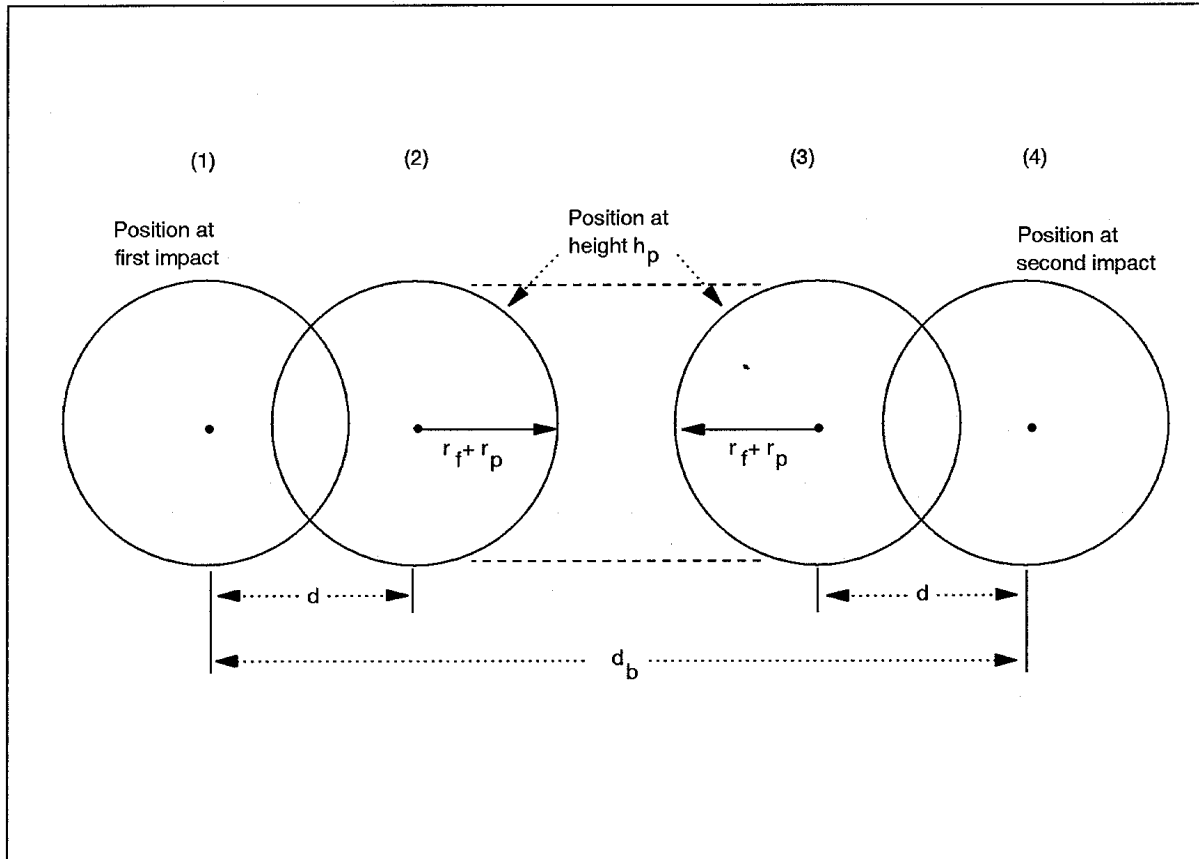 (1)
(2)
(3)
(4)
Position at
first impact
Position at
height h_p
Position at
second impact
r_f + r_p
r_f + r_p
d
d
d_b